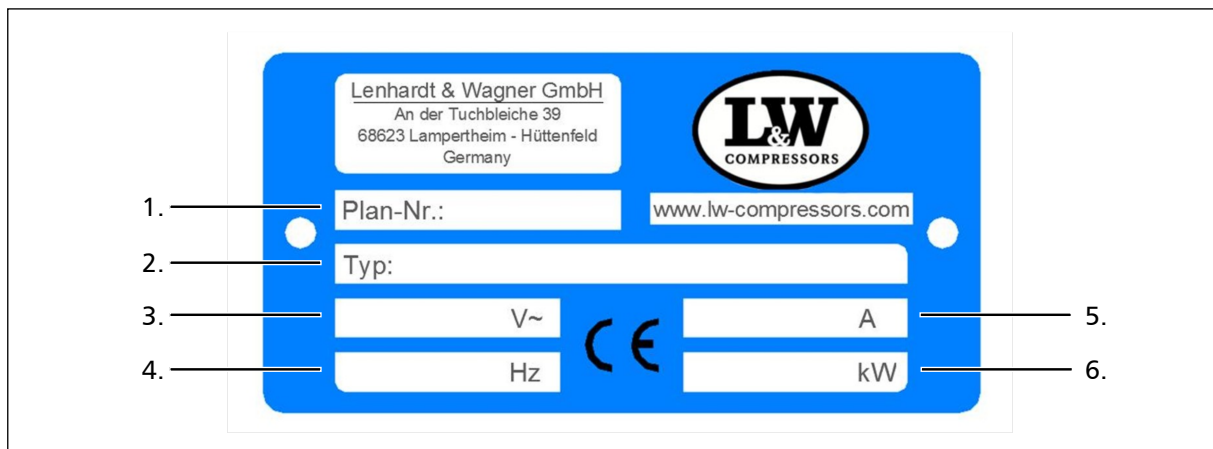 Lenhardt & Wagner GmbH
An der Tuchbleiche 39
68623 Lampertheim - Hüttenfeld
Germany
L&W
COMPRESSORS
1.
Plan-Nr.:
www.lw-compressors.com
2.
Typ:
3.
V~
CE
A
5.
4.
Hz
kW
6.